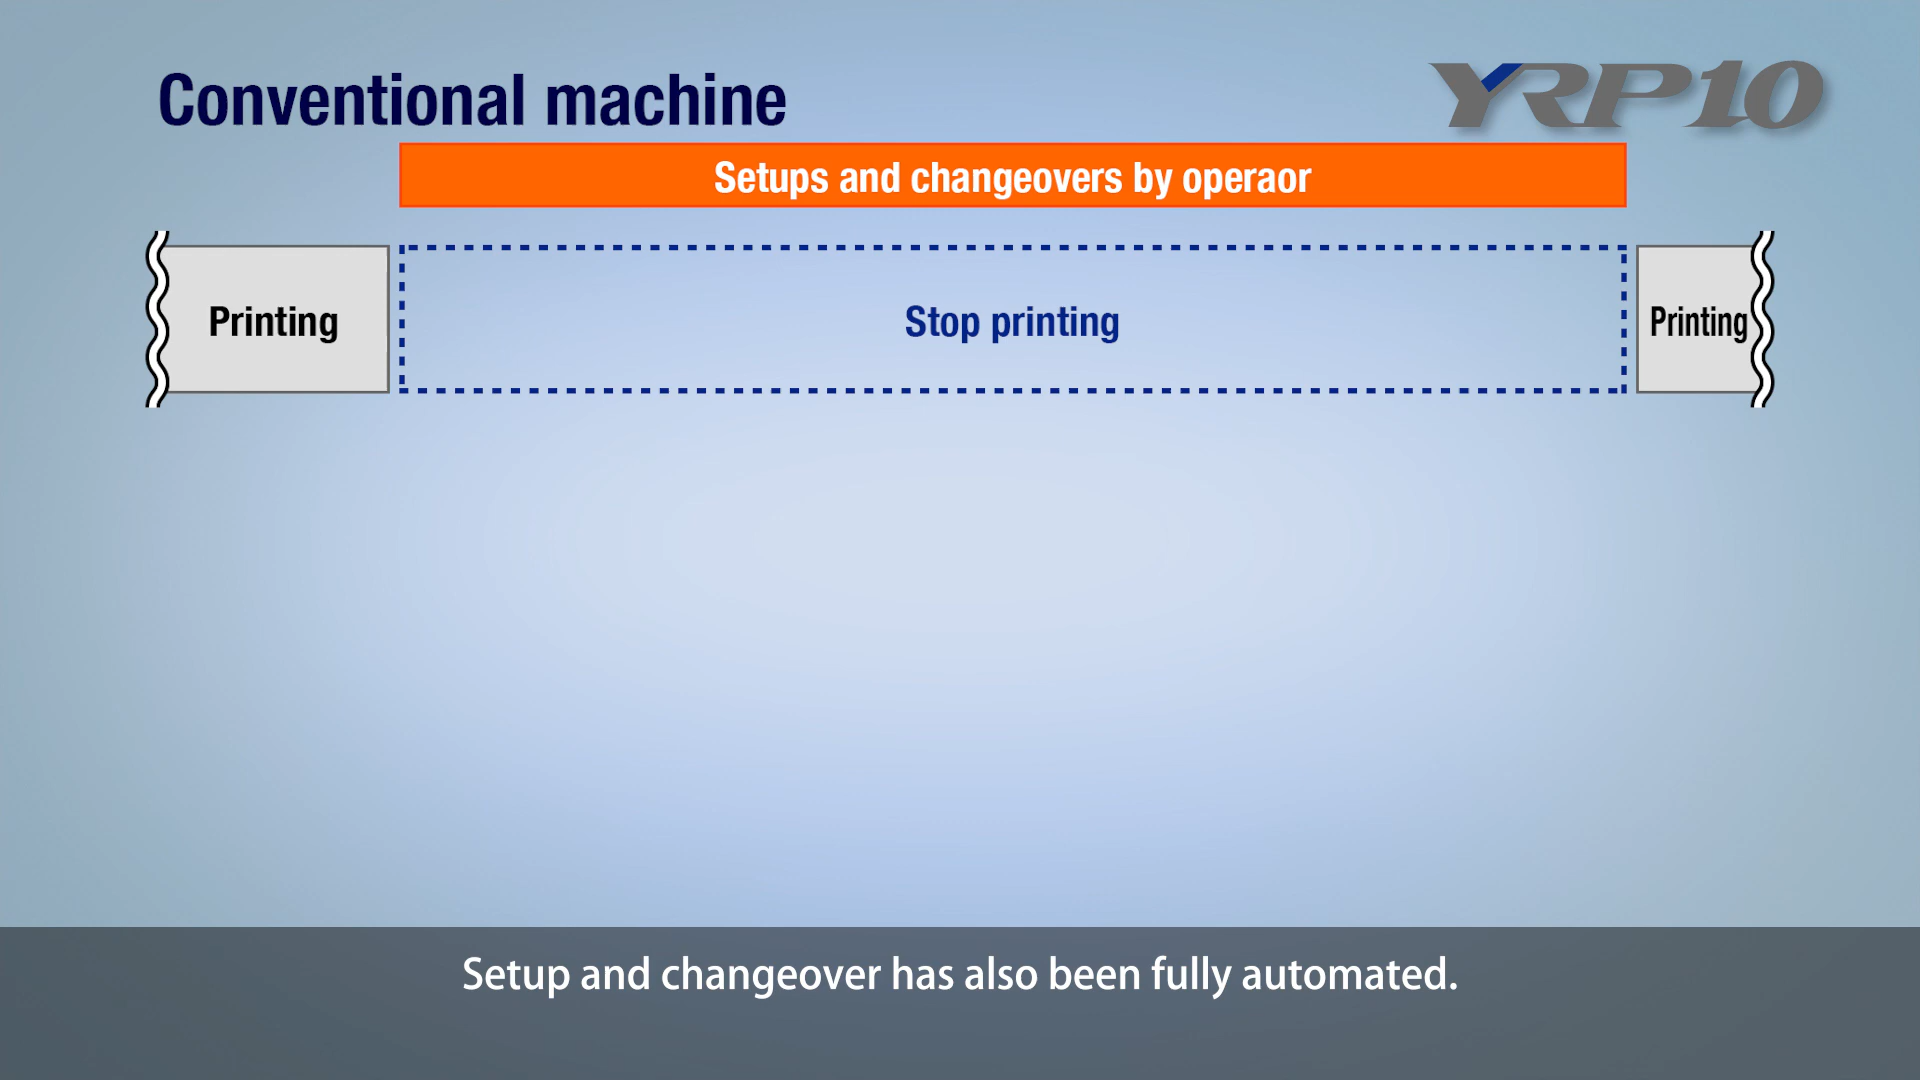 Conventional machine
YRP10
Setups and changeovers by operaor
Printing
Stop printing
Printing
Setup and changeover has also been fully automated.